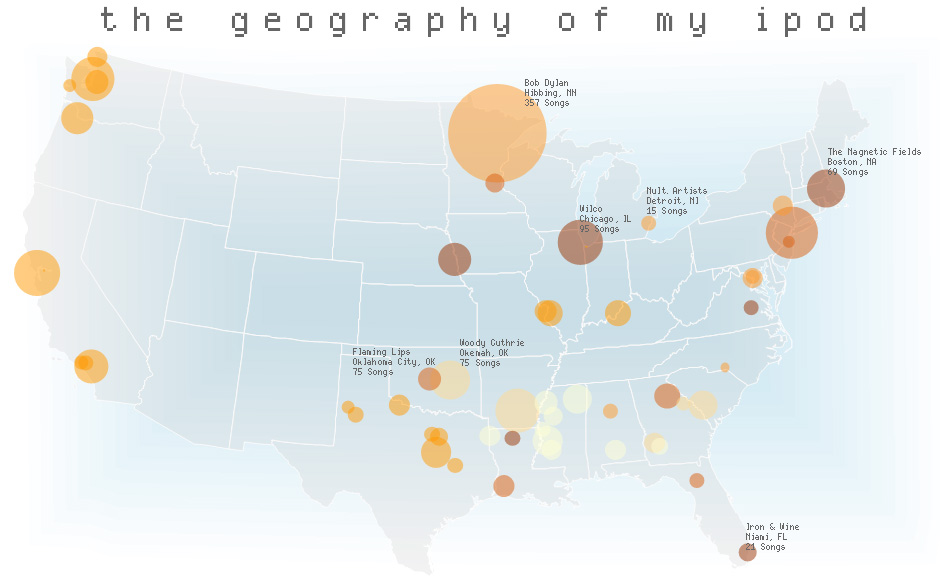 the geography of my ipod
Bob Dylan
Hibbing, MN
357 Songs
The Magnetic Fields
Boston, MA
69 Songs
Mult. Artists
Detroit, MI
15 Songs
Wilco
Chicago, IL
95 Songs
Woody Guthrie
Okemah, OK
75 Songs
Flaming Lips
Oklahoma City, OK
75 Songs
Iron & Wine
Miami, FL
21 Songs